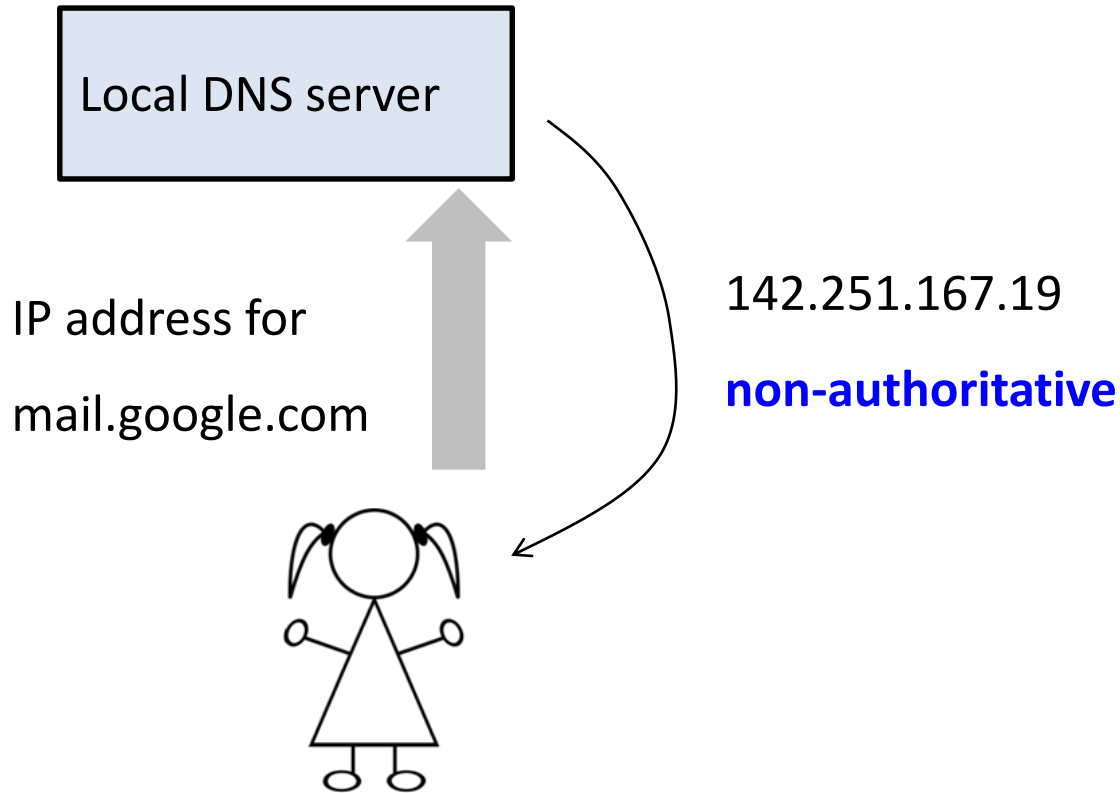 Local DNS server
IP address for
mail.google.com
142.251.167.19
non-authoritative